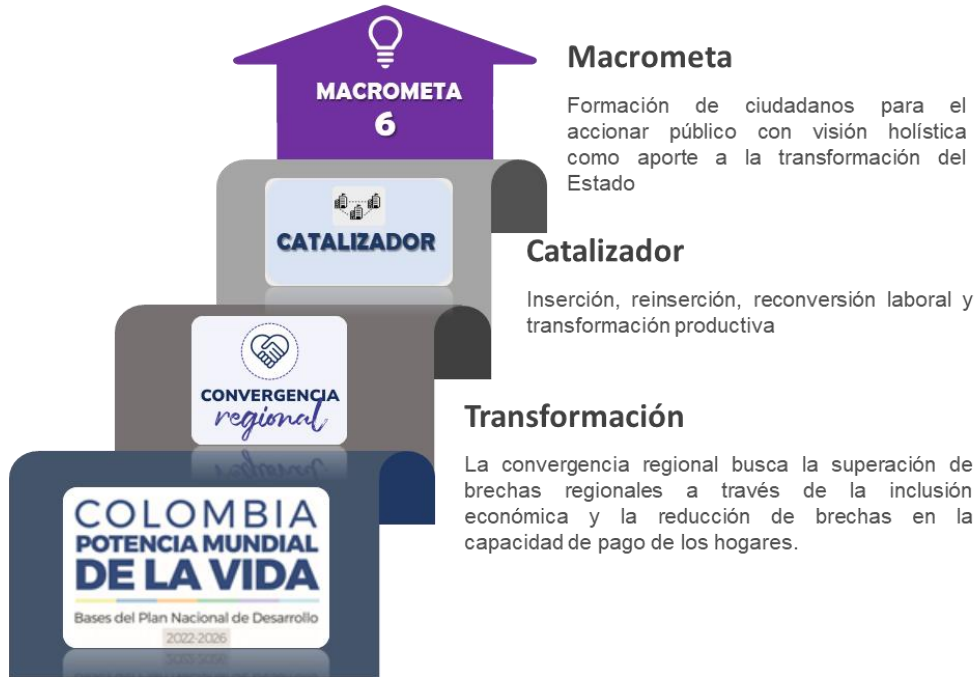 MACROMETA
6
Macrometa
Formación de ciudadanos para el
accionar público con visión holística
como aporte a la transformación del
Estado
CATALIZADOR
Catalizador
Inserción, reinserción, reconversión laboral y
transformación productiva
CONVERGENCIA
regional
Transformación
La convergencia regional busca la superación de
brechas regionales a través de la inclusión
económica y la reducción de brechas en la
capacidad de pago de los hogares.
COLOMBIA
POTENCIA MUNDIAL
DE LA VIDA
Bases del Plan Nacional de Desarrollo
2022-2026